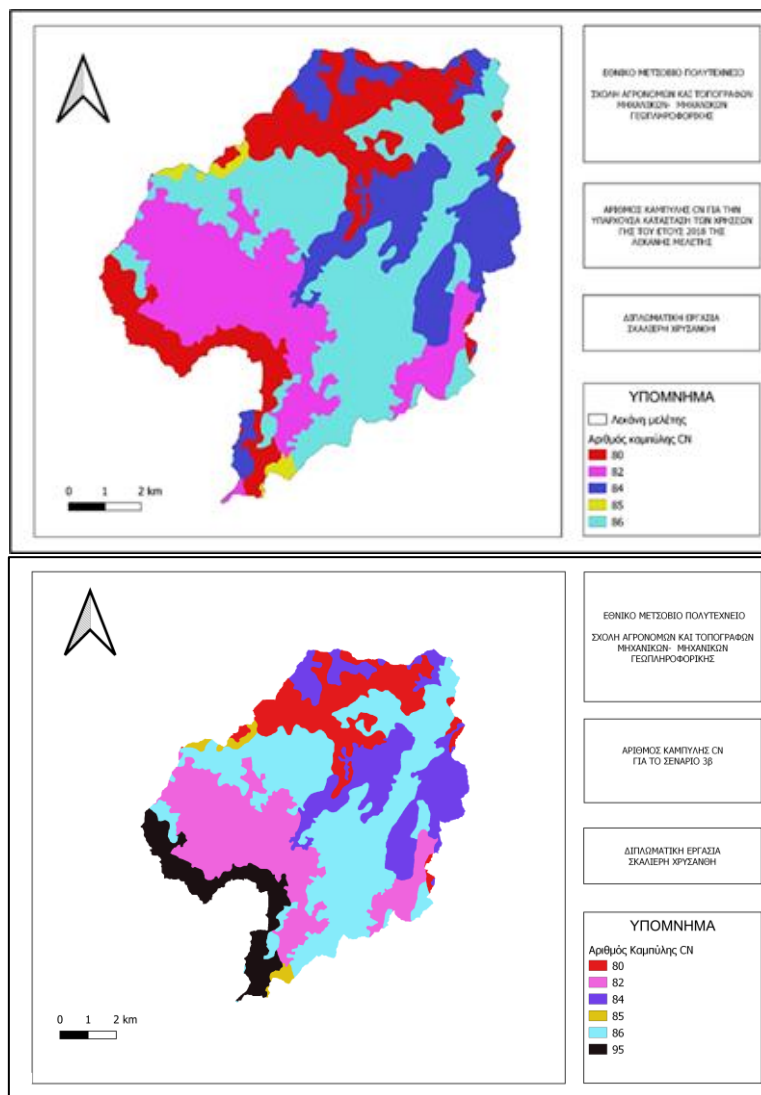 ΕΘΝΙΚΟ ΜΕΤΣΟΒΙΟ ΠΟΛΥΤΕΧΝΕΙΟ
ΣΧΟΛΗ ΑΓΡΟΝΟΜΩΝ ΚΑΙ ΤΟΠΟΓΡΑΦΩΝ
ΜΗΧΑΝΙΚΩΝ- ΜΗΧΑΝΙΚΩΝ
ΓΕΩΠΛΗΡΟΦΟΡΙΚΗΣ
ΑΡΙΘΜΟΣ ΚΑΜΠΥΛΗΣ CN ΓΙΑ ΤΗΝ
ΥΠΑΡΧΟΥΣΑ ΚΑΤΑΣΤΑΣΗ ΤΩΝ ΧΡΗΣΕΩΝ
ΓΗΣ ΤΟΥ ΕΤΟΥΣ 2018 ΤΗΣ
ΛΕΚΑΝΗΣ ΜΕΛΕΤΗΣ
ΔΙΠΛΩΜΑΤΙΚΗ ΕΡΓΑΣΙΑ
ΣΚΑΛΙΕΡΗ ΧΡΥΣΑΝΘΗ
ΥΠΟΜΝΗΜΑ
Λεκάνη μελέτης
Αριθμός καμπύλης CN
80
82
84
85
86
0 1 2 km
ΕΘΝΙΚΟ ΜΕΤΣΟΒΙΟ ΠΟΛΥΤΕΧΝΕΙΟ
ΣΧΟΛΗ ΑΓΡΟΝΟΜΩΝ ΚΑΙ ΤΟΠΟΓΡΑΦΩΝ
ΜΗΧΑΝΙΚΩΝ- ΜΗΧΑΝΙΚΩΝ
ΓΕΩΠΛΗΡΟΦΟΡΙΚΗΣ
ΑΡΙΘΜΟΣ ΚΑΜΠΥΛΗΣ CN
ΓΙΑ ΤΟ ΣΕΝΑΡΙΟ 3β
ΔΙΠΛΩΜΑΤΙΚΗ ΕΡΓΑΣΙΑ
ΣΚΑΛΙΕΡΗ ΧΡΥΣΑΝΘΗ
ΥΠΟΜΝΗΜΑ
Αριθμός Καμπύλης CN
80
82
84
85
86
95
0 1 2 km